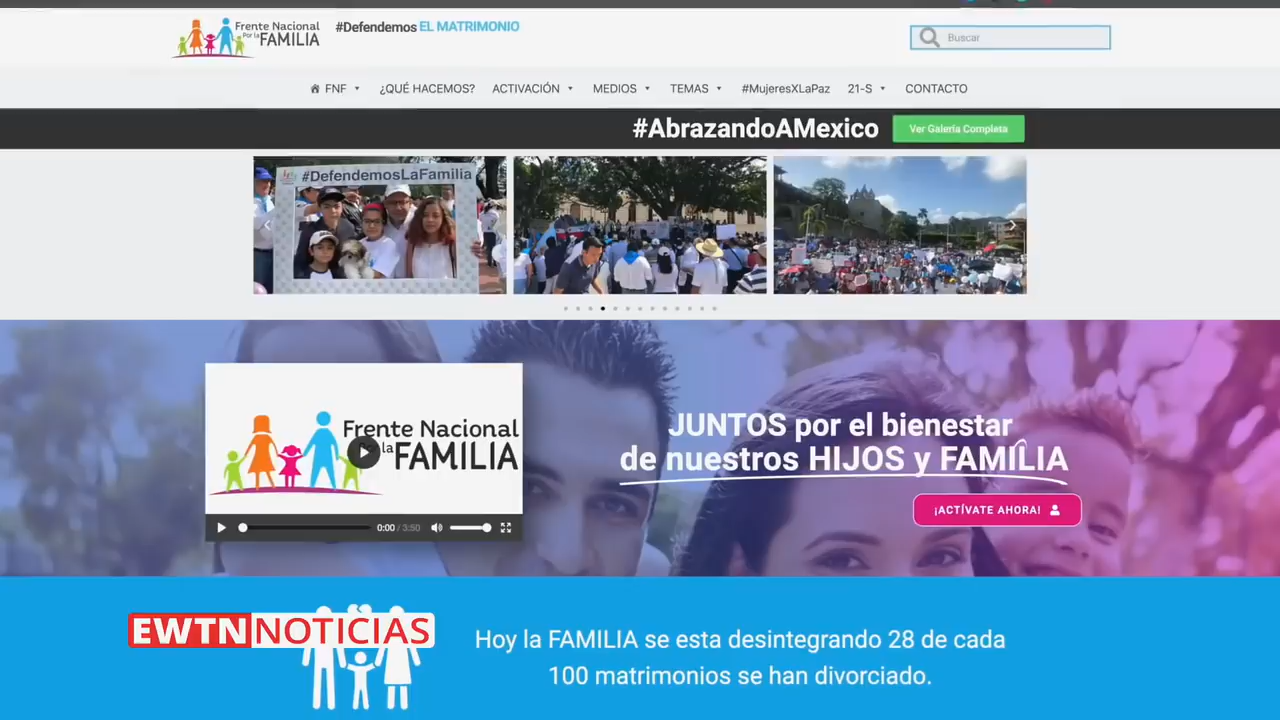 Frente Nacional
Por la FAMILIA
#Defendemos EL MATRIMONIO
Buscar
FNF
¿QUÉ HACEMOS?
ACTIVACIÓN
MEDIOS
TEMAS
#MujeresXLaPaz
21-S
CONTACTO
#AbrazandoAMexico
Ver Galería Completa
#DefendemosLaFamilia
Frente Nacional
la FAMILIA
0:00 / 3:50
JUNTOS por el bienestar
de nuestros HIJOS y FAMILIA
¡ACTÍVATE AHORA!
EWTN NOTICIAS
Hoy la FAMILIA se esta desintegrando 28 de cada
100 matrimonios se han divorciado.